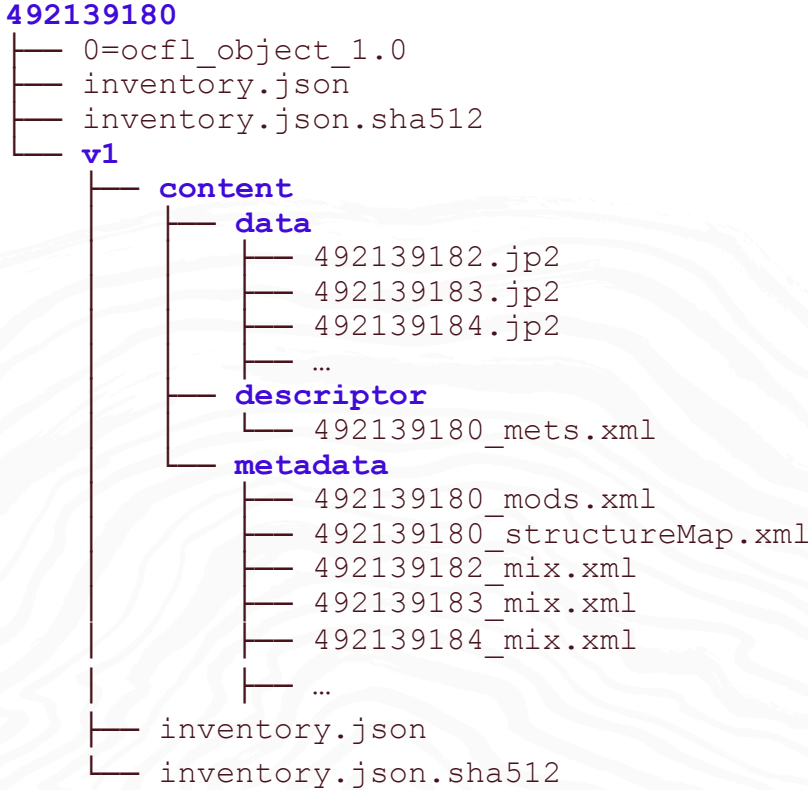 492139180
├── 0=ocfl_object_1.0
├── inventory.json
├── inventory.json.sha512
└── v1
    ├── content
    │   ├── data
    │   │   ├── 492139182.jp2
    │   │   ├── 492139183.jp2
    │   │   ├── 492139184.jp2
    │   │   ├── …
    │   ├── descriptor
    │   │   └── 492139180_mets.xml
    │   └── metadata
    │       ├── 492139180_mods.xml
    │       ├── 492139180_structureMap.xml
    │       ├── 492139182_mix.xml
    │       ├── 492139183_mix.xml
    │       ├── 492139184_mix.xml
    │       ├── …
    ├── inventory.json
    └── inventory.json.sha512